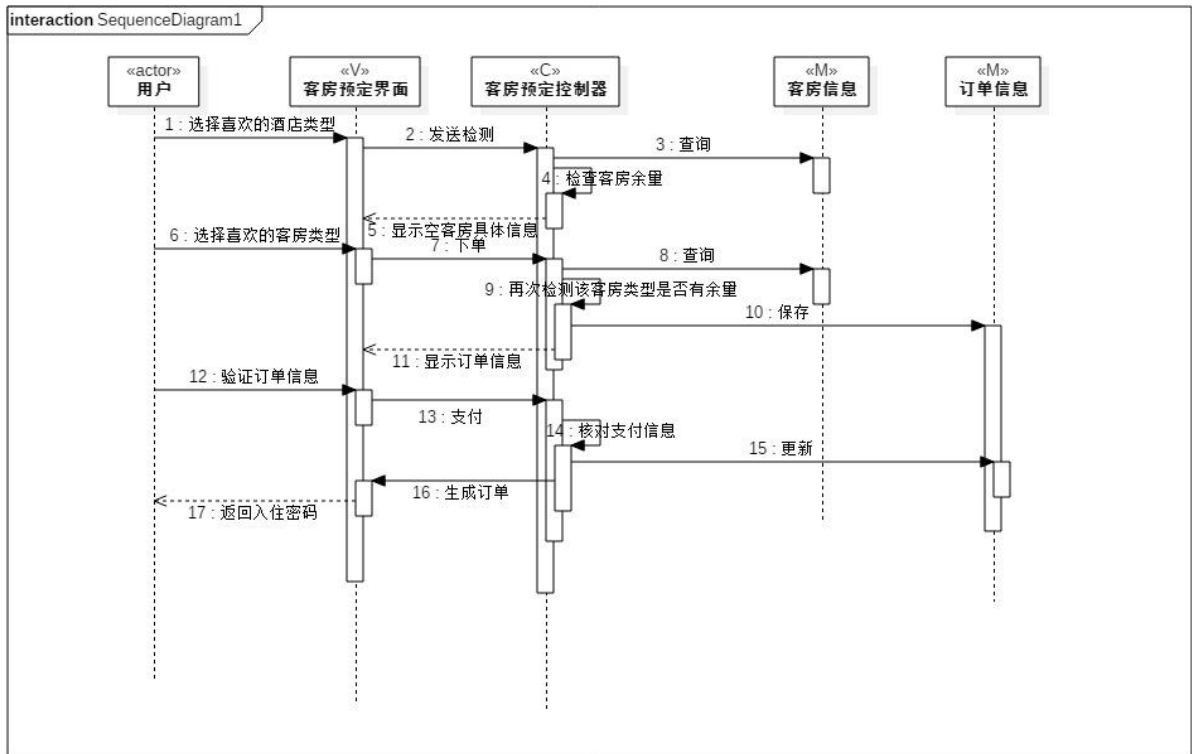 interaction SequenceDiagram1
«actor»
用户
«V»
客房预定界面
«C»
客房预定控制器
«M»
客房信息
«M»
订单信息
1 : 选择喜欢的酒店类型
2 : 发送检测
3 : 查询
4 : 检查客房余量
5 : 显示空客房具体信息
6 : 选择喜欢的客房类型
7 : 下单
8 : 查询
9 : 再次检测该客房类型是否有余量
10 : 保存
11 : 显示订单信息
12 : 验证订单信息
13 : 支付
14 : 核对支付信息
15 : 更新
16 : 生成订单
17 : 返回入住密码